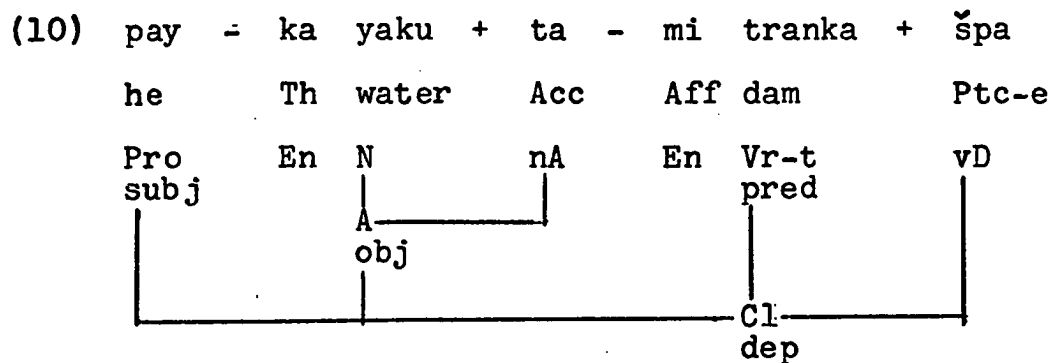 (10) pay - ka yaku + ta - mi tranka + špa
he Th water Acc Aff dam Ptc-e
Pro En N nA En Vr-t vD
subj pred
A
obj
Cl
dep